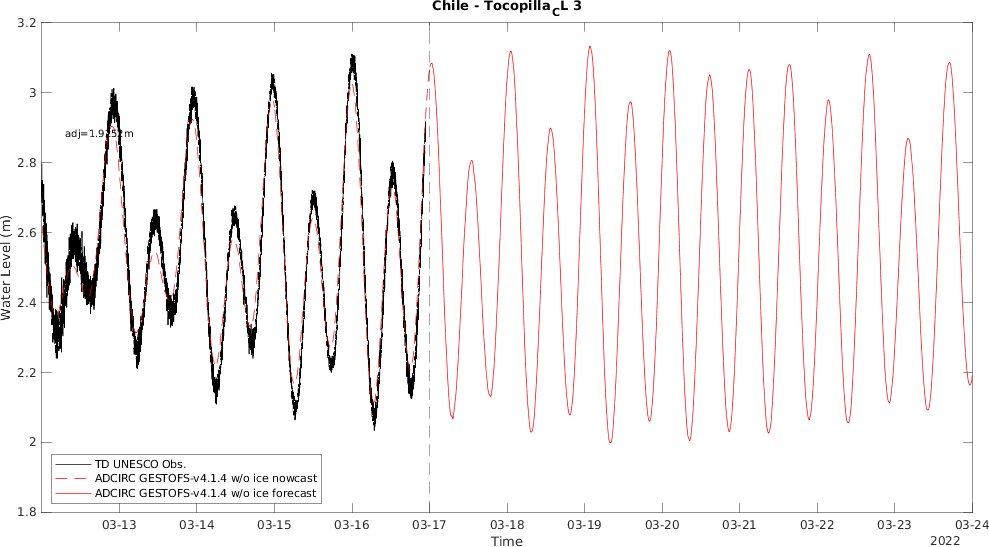 Chile - Tocopilla_CL 3
3.2
3
2.8
2.6
2.4
2.2
2
1.8
Water Level (m)
adj=1.9252m
TD UNESCO Obs.
ADCIRC GESTOFS-v4.1.4 w/o ice nowcast
ADCIRC GESTOFS-v4.1.4 w/o ice forecast
03-13 03-14 03-15 03-16 03-17 03-18 03-19 03-20 03-21 03-22 03-23 03-24
Time
2022